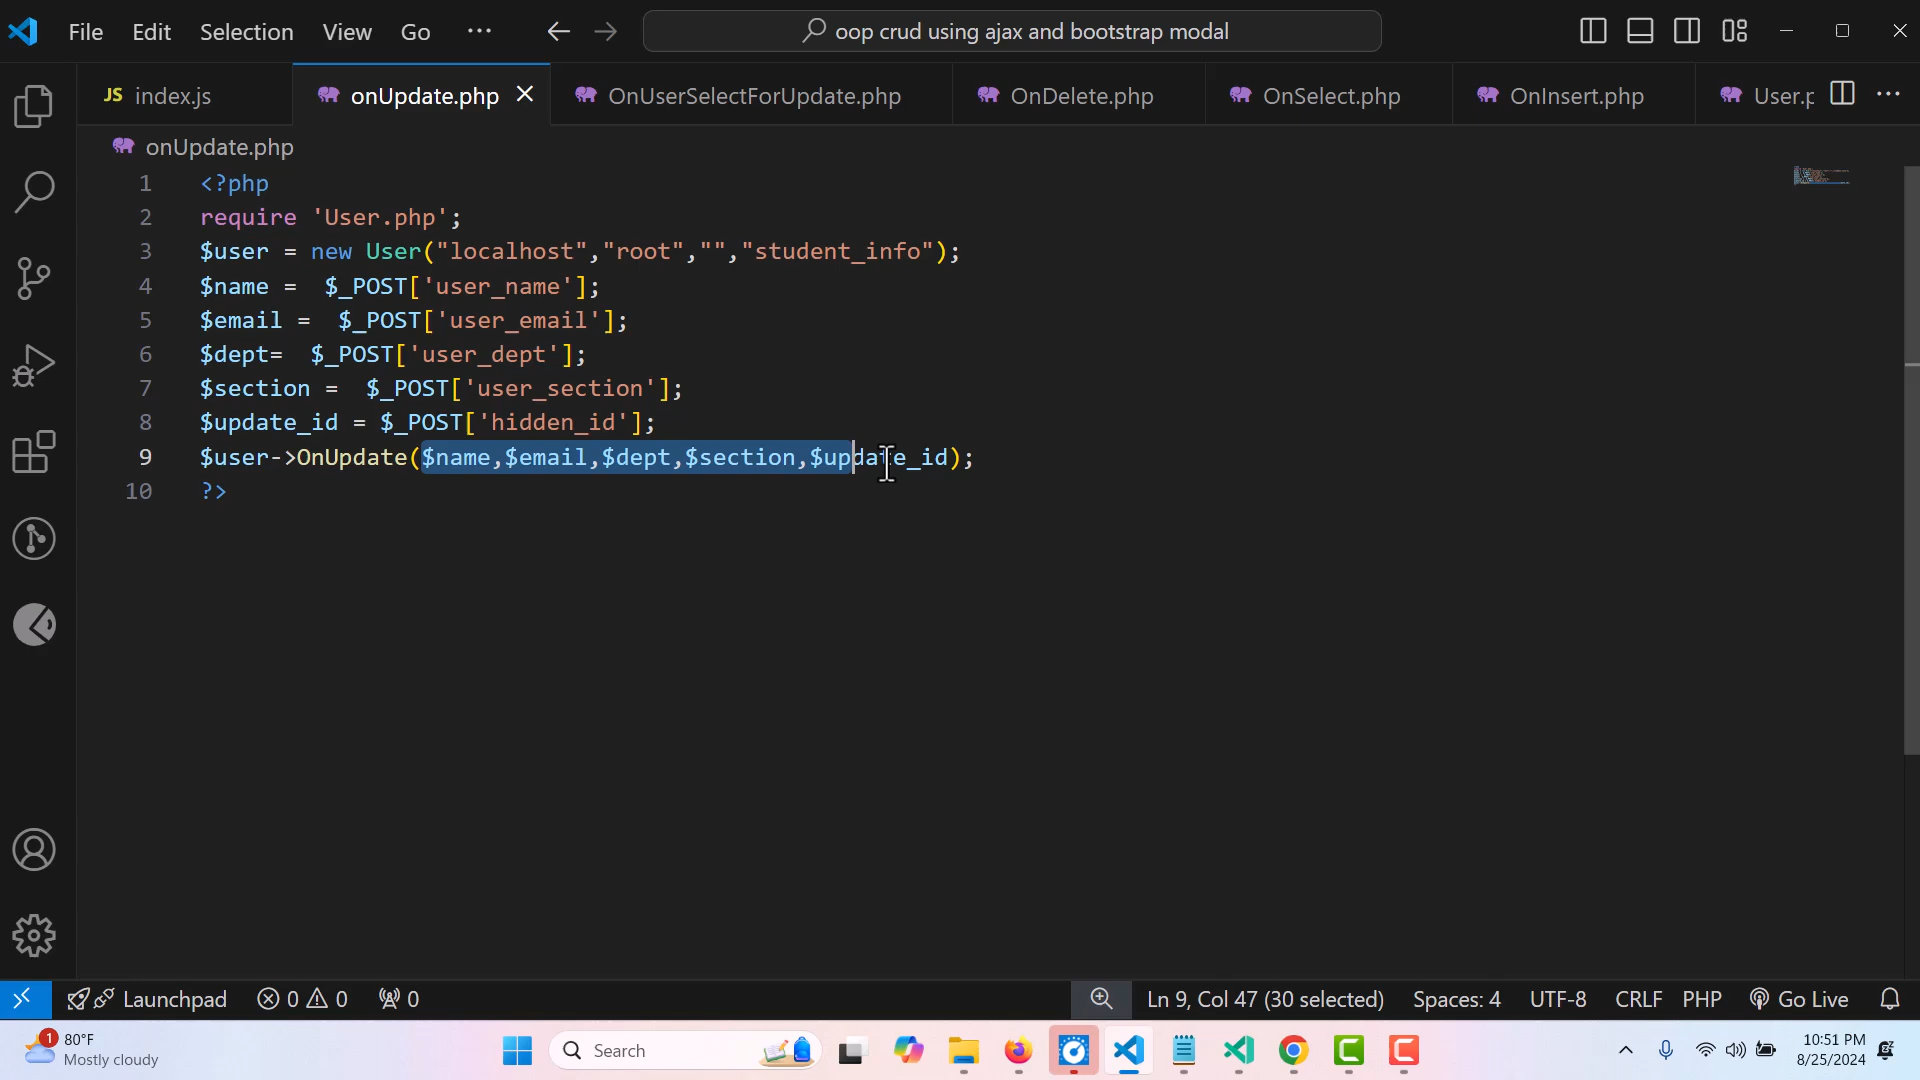 File Edit Selection View Go ··· oop crud using ajax and bootstrap modal
JS index.js onUpdate.php OnUserSelectForUpdate.php OnDelete.php OnSelect.php OnInsert.php User.p
onUpdate.php
1 <?php
2 require 'User.php';
3 $user = new User("localhost","root","","student_info");
4 $name =  $_POST['user_name'];
5 $email =  $_POST['user_email'];
6 $dept=  $_POST['user_dept'];
7 $section =  $_POST['user_section'];
8 $update_id = $_POST['hidden_id'];
9 $user->OnUpdate($name,$email,$dept,$section,$update_id);
10 ?>
Launchpad 0 0 0 Ln 9, Col 47 (30 selected) Spaces: 4 UTF-8 CRLF PHP Go Live
1 80°F
Mostly cloudy
Search
10:51 PM
8/25/2024